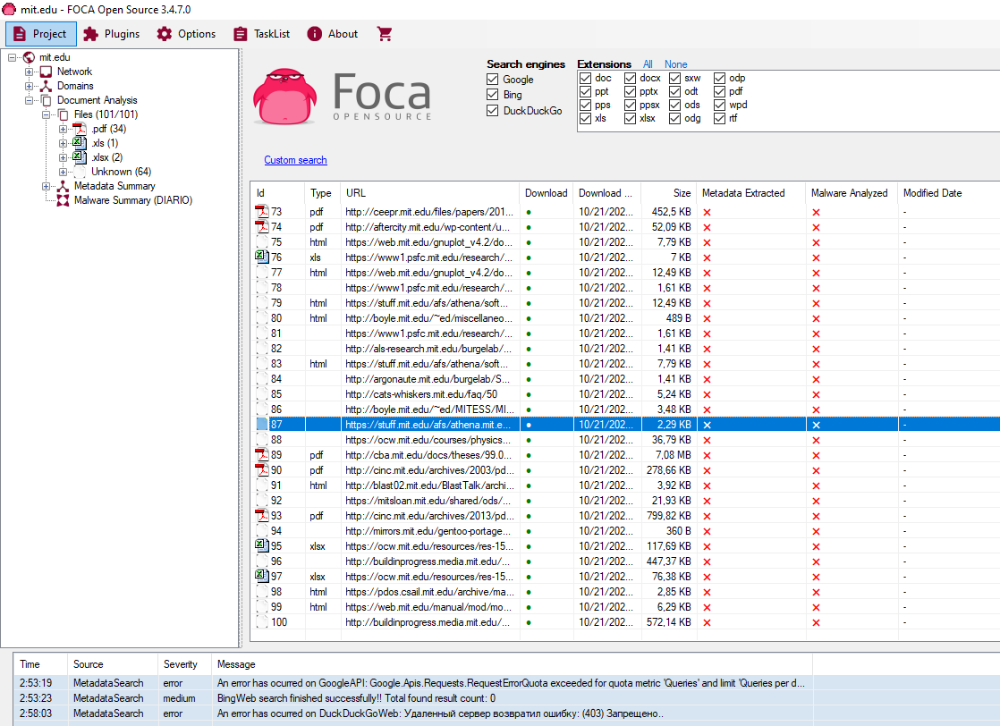 mit.edu - FOCA Open Source 3.4.7.0
Project Plugins Options TaskList About
mit.edu
Network
Domains
Document Analysis
Files (101/101)
.pdf (34)
.xls (1)
.xlsx (2)
Unknown (64)
Metadata Summary
Malware Summary (DIARIO)
Foca
OPENSOURCE
Search engines
Google
Bing
DuckDuckGo
Extensions All None
doc docx sxw odp
ppt pptx odt pdf
pps ppsx ods wpd
xls xlsx odg rtf
Custom search
Id Type URL Download Download ... Size Metadata Extracted Malware Analyzed Modified Date
73 pdf http://ceepr.mit.edu/files/papers/201... ● 10/21/202... 452,5 KB × × -
74 pdf http://aftercity.mit.edu/wp-content/u... ● 10/21/202... 52,09 KB × × -
75 html https://web.mit.edu/gnuplot_v4.2/do... ● 10/21/202... 7,79 KB × × -
76 xls https://www1.psfc.mit.edu/research/... ● 10/21/202... 7 KB × × -
77 html https://web.mit.edu/gnuplot_v4.2/do... ● 10/21/202... 12,49 KB × × -
78 https://www1.psfc.mit.edu/research/... ● 10/21/202... 1,61 KB × × -
79 html https://stuff.mit.edu/afs/athena/soft... ● 10/21/202... 12,49 KB × × -
80 html http://boyle.mit.edu/~ed/miscellaneo... ● 10/21/202... 489 B × × -
81 https://www1.psfc.mit.edu/research/... ● 10/21/202... 1,61 KB × × -
82 http://als-research.mit.edu/burgelab/... ● 10/21/202... 1,41 KB × × -
83 html https://stuff.mit.edu/afs/athena/soft... ● 10/21/202... 7,79 KB × × -
84 http://argonaute.mit.edu/burgelab/S... ● 10/21/202... 1,41 KB × × -
85 http://cats-whiskers.mit.edu/faq/50 ● 10/21/202... 5,24 KB × × -
86 http://boyle.mit.edu/~ed/MITESS/MI... ● 10/21/202... 3,48 KB × × -
87 https://stuff.mit.edu/afs/athena.mit.e... ● 10/21/202... 2,29 KB × × -
88 https://ocw.mit.edu/courses/physics... ● 10/21/202... 36,79 KB × × -
89 pdf http://cba.mit.edu/docs/theses/99.0... ● 10/21/202... 7,08 MB × × -
90 pdf http://cinc.mit.edu/archives/2003/pd... ● 10/21/202... 278,66 KB × × -
91 html http://blast02.mit.edu/BlastTalk/archi... ● 10/21/202... 3,92 KB × × -
92 https://mitsloan.mit.edu/shared/ods/... ● 10/21/202... 21,93 KB × × -
93 pdf http://cinc.mit.edu/archives/2013/pd... ● 10/21/202... 799,82 KB × × -
94 http://mirrors.mit.edu/gentoo-portage... ● 10/21/202... 360 B × × -
95 xlsx https://ocw.mit.edu/resources/res-15... ● 10/21/202... 117,69 KB × × -
96 http://buildinprogress.media.mit.edu/... ● 10/21/202... 447,37 KB × × -
97 xlsx https://ocw.mit.edu/resources/res-15... ● 10/21/202... 76,38 KB × × -
98 html https://pdos.csail.mit.edu/archive/ma... ● 10/21/202... 2,85 KB × × -
99 html https://web.mit.edu/manual/mod/mo... ● 10/21/202... 6,29 KB × × -
100 http://buildinprogress.media.mit.edu/... ● 10/21/202... 572,14 KB × × -
Time Source Severity Message
2:53:19 MetadataSearch error An error has ocurred on GoogleAPI: Google.Apis.Requests.RequestErrorQuota exceeded for quota metric 'Queries' and limit 'Queries per d...
2:53:23 MetadataSearch medium BingWeb search finished successfully!! Total found result count: 0
2:58:03 MetadataSearch error An error has ocurred on DuckDuckGoWeb: Удаленный сервер возвратил ошибку: (403) Запрещено..